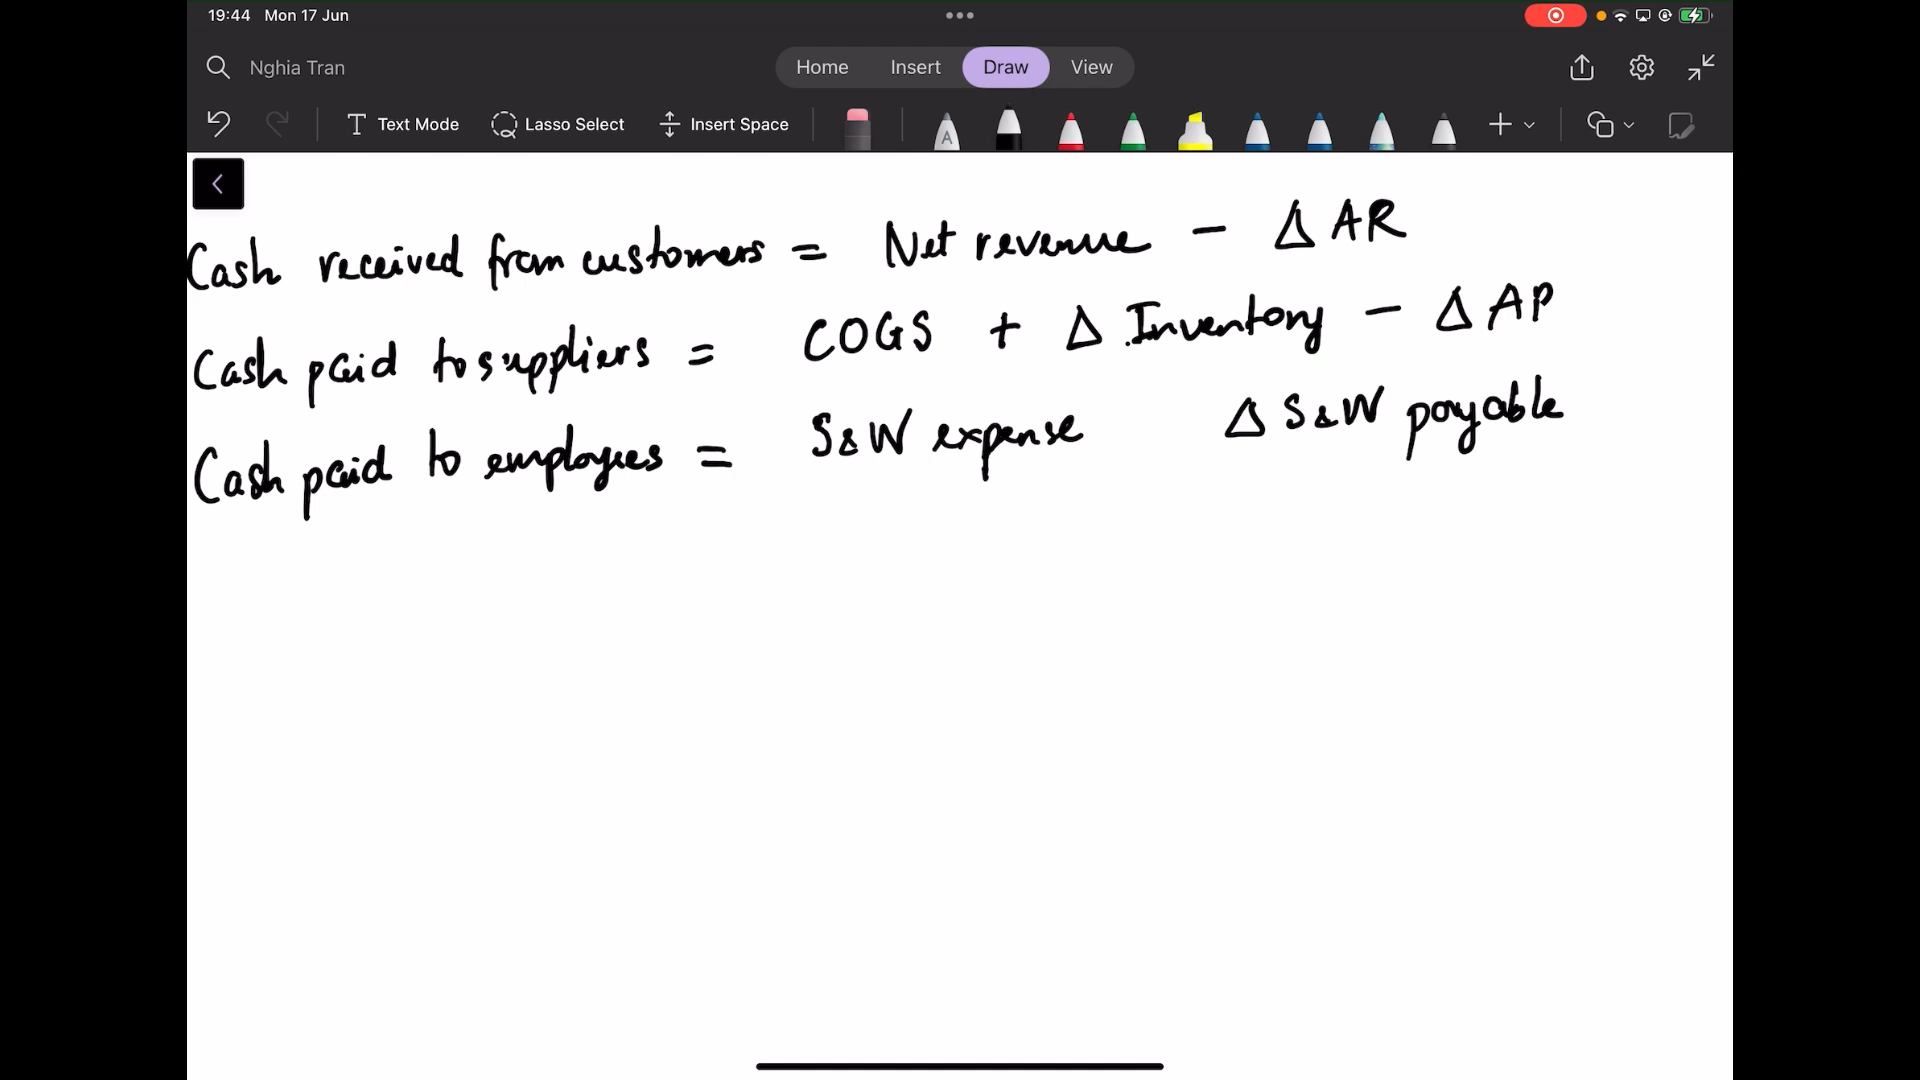 19:44 Mon 17 Jun
Nghia Tran Home Insert Draw View
Text Mode Lasso Select Insert Space A
Cash received from customers = Net revenue - Δ AR
Cash paid to suppliers = COGS + Δ Inventory - Δ AP
Cash paid to employees = S&W expense Δ S&W payable